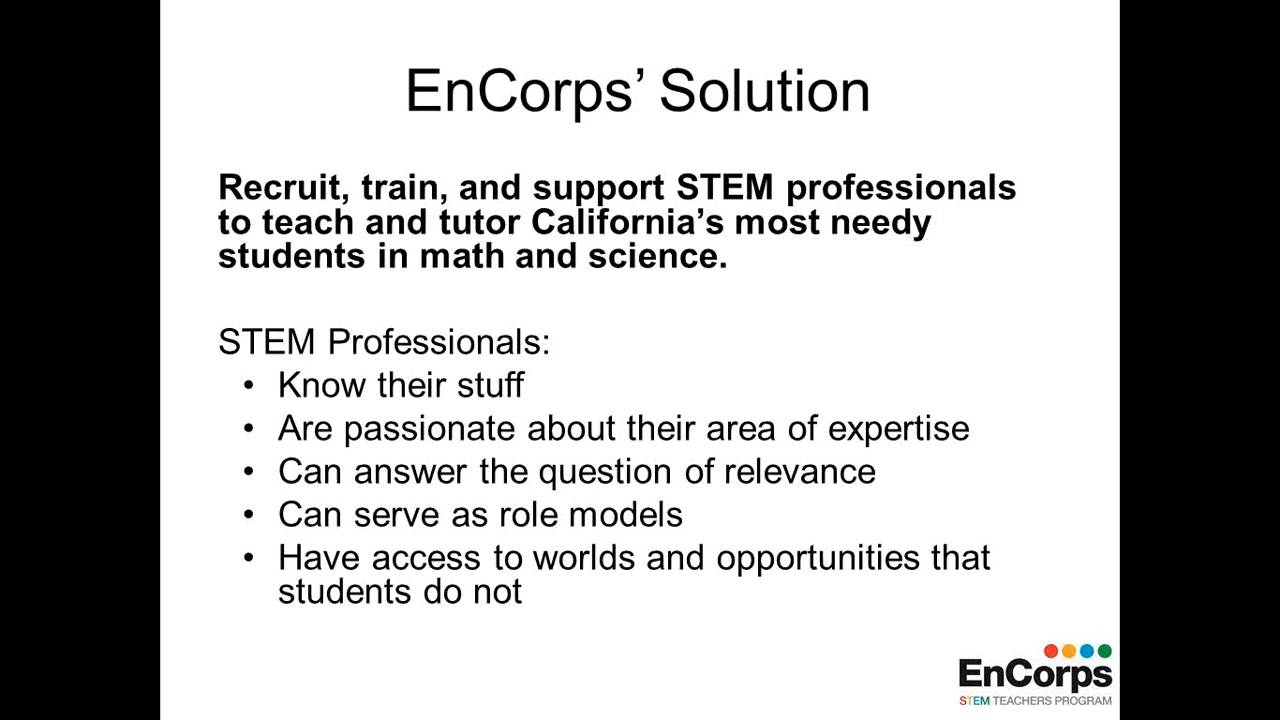 EnCorps’ Solution
Recruit, train, and support STEM professionals
to teach and tutor California’s most needy
students in math and science.
STEM Professionals:
• Know their stuff
• Are passionate about their area of expertise
• Can answer the question of relevance
• Can serve as role models
• Have access to worlds and opportunities that
students do not
EnCorps
STEM TEACHERS PROGRAM